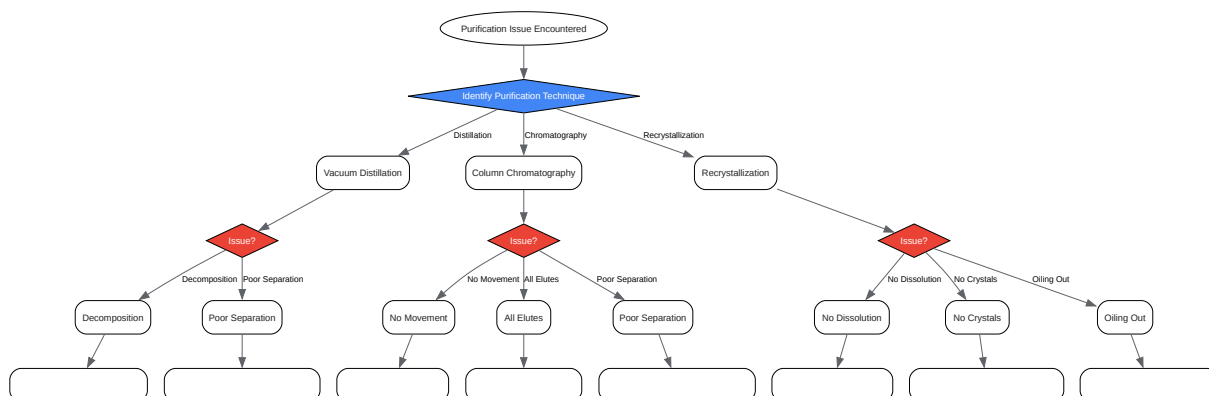 Purification Issue Encountered
Identify Purification Technique
Distillation
Chromatography
Recrystallization
Vacuum Distillation
Column Chromatography
Recrystallization
Issue?
Issue?
Issue?
Decomposition
Poor Separation
No Movement
All Elutes
Poor Separation
No Dissolution
No Crystals
Oiling Out
Decomposition
Poor Separation
No Movement
All Elutes
Poor Separation
No Dissolution
No Crystals
Oiling Out